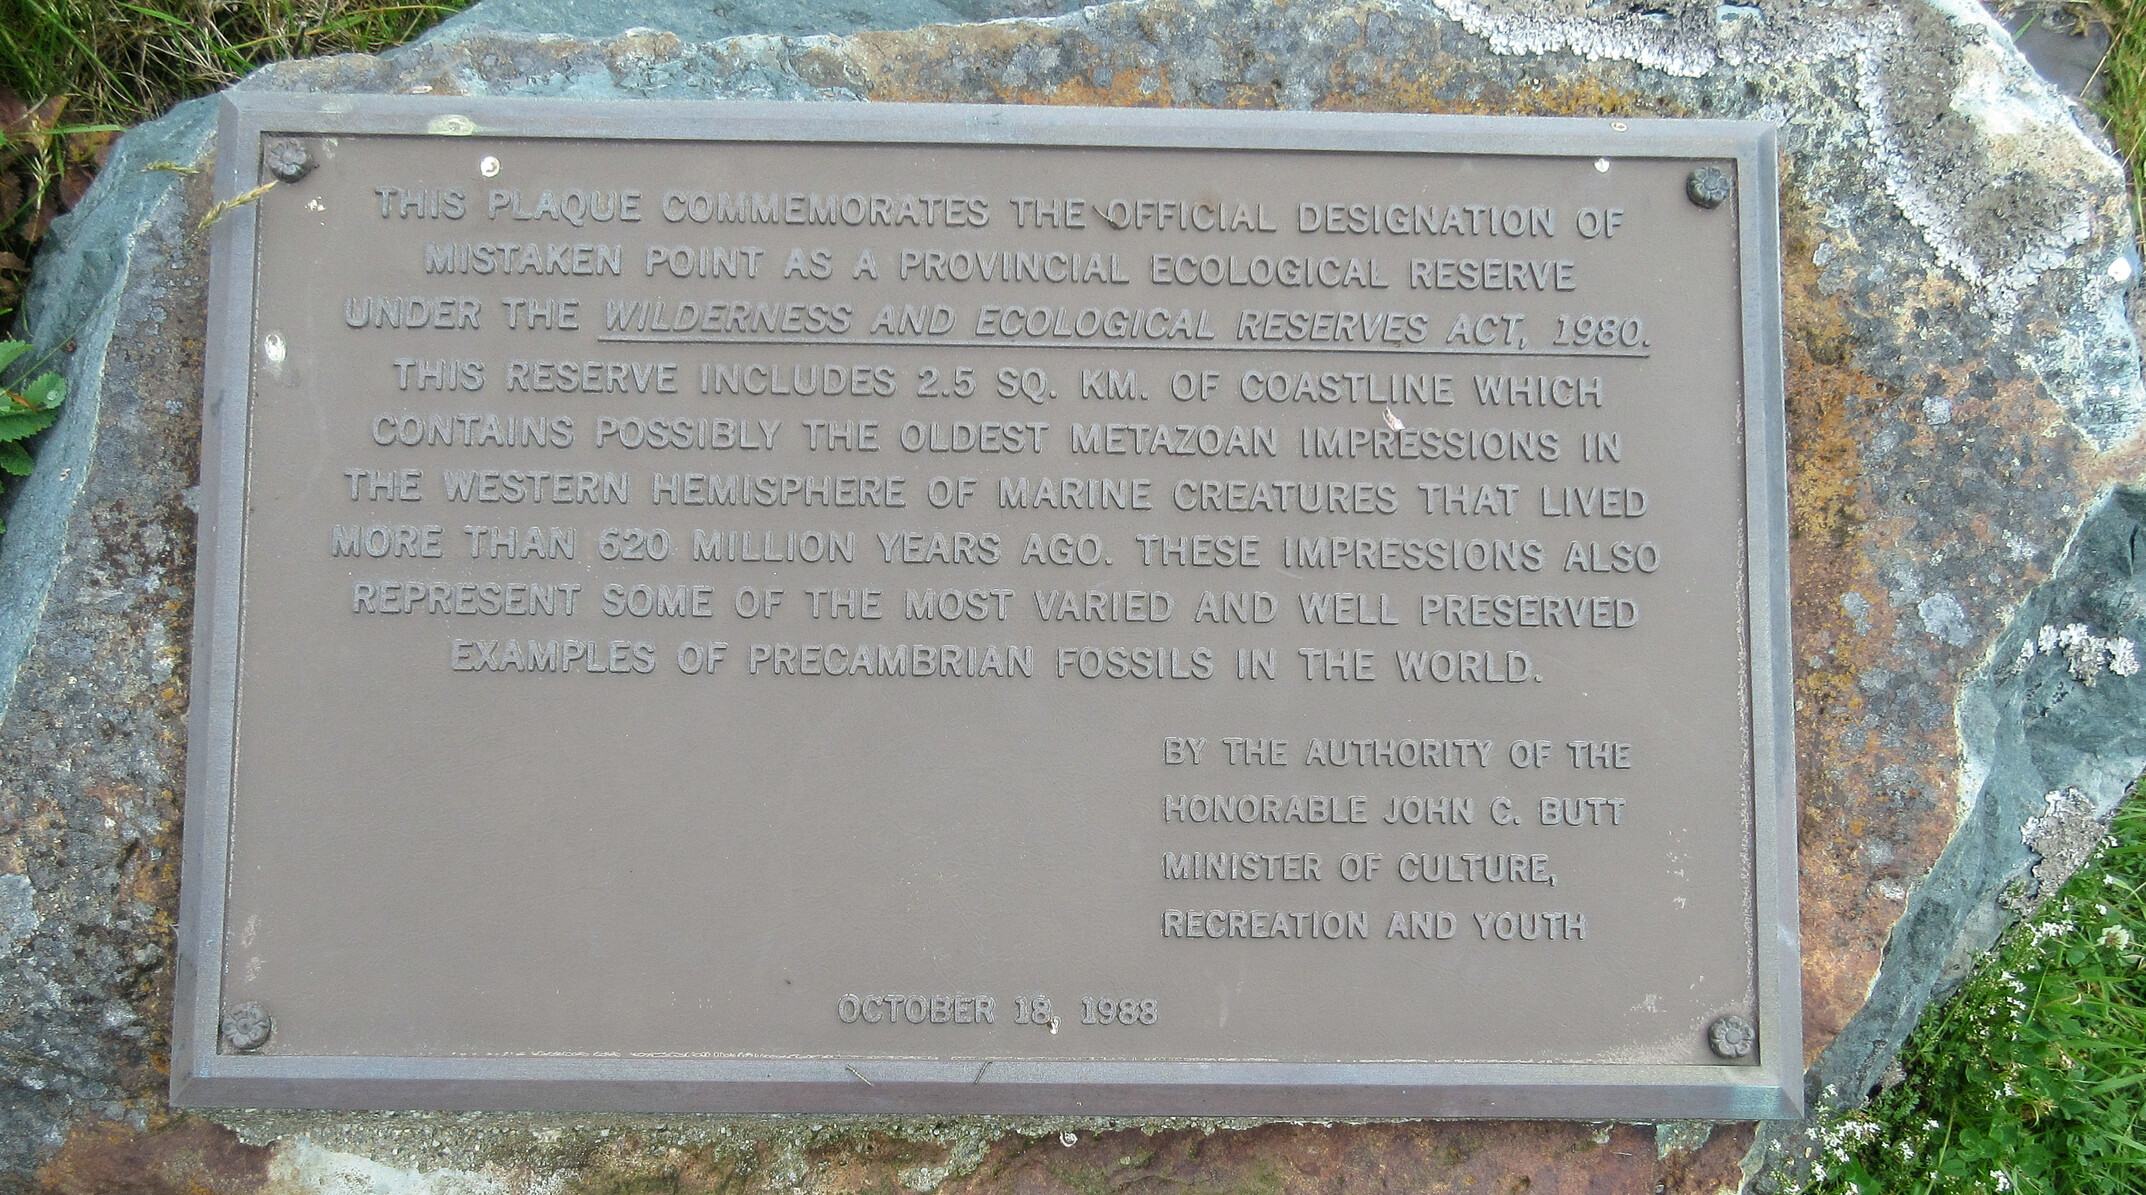 THIS PLAQUE COMMEMORATES THE OFFICIAL DESIGNATION OF
MISTAKEN POINT AS A PROVINCIAL ECOLOGICAL RESERVE
UNDER THE WILDERNESS AND ECOLOGICAL RESERVES ACT, 1980.
THIS RESERVE INCLUDES 2.5 SQ. KM. OF COASTLINE WHICH
CONTAINS POSSIBLY THE OLDEST METAZOAN IMPRESSIONS IN
THE WESTERN HEMISPHERE OF MARINE CREATURES THAT LIVED
MORE THAN 620 MILLION YEARS AGO. THESE IMPRESSIONS ALSO
REPRESENT SOME OF THE MOST VARIED AND WELL PRESERVED
EXAMPLES OF PRECAMBRIAN FOSSILS IN THE WORLD.
BY THE AUTHORITY OF THE
HONORABLE JOHN C. BUTT
MINISTER OF CULTURE,
RECREATION AND YOUTH
OCTOBER 18, 1988